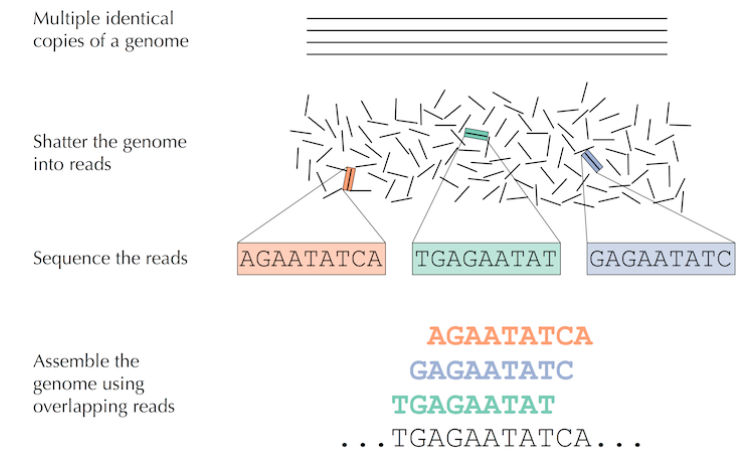 Multiple identical
copies of a genome
Shatter the genome
into reads
Sequence the reads
AGAATATCA TGAGAATAT GAGAATATC
Assemble the
genome using
overlapping reads
AGAATATCA
GAGAATATC
TGAGAATAT
...TGAGAATATCA...